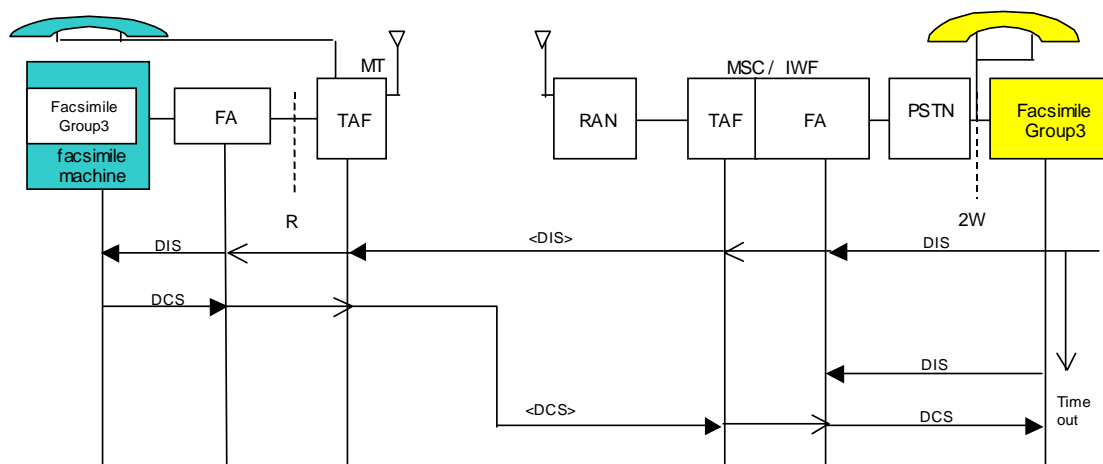 MT
MSC / IWF
Facsimile
Group3
facsimile
machine
FA
TAF
RAN
TAF
FA
PSTN
Facsimile
Group3
R
2W
DIS
<DIS>
DIS
DCS
DIS
<DCS>
DCS
Time
out